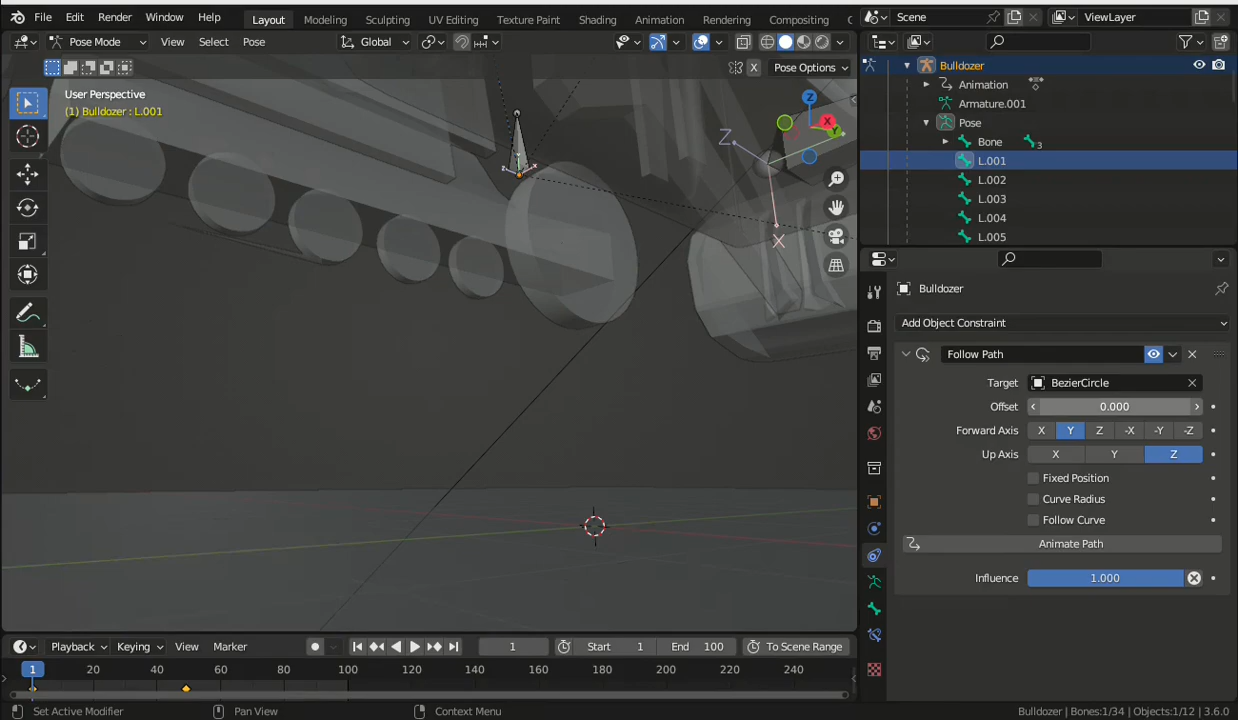 File Edit Render Window Help Layout Modeling Sculpting UV Editing Texture Paint Shading Animation Rendering Compositing Scene ViewLayer
Pose Mode View Select Pose Global
X Pose Options
User Perspective
(1) Bulldozer : L.001
Z
X
Y
Z
X
Bulldozer
Animation
Armature.001
Pose
Bone 3
L.001
L.002
L.003
L.004
L.005
Bulldozer
Add Object Constraint
Follow Path
Target BezierCircle
Offset 0.000
Forward Axis X Y Z -X -Y -Z
Up Axis X Y Z
Fixed Position
Curve Radius
Follow Curve
Animate Path
Influence 1.000
Playback Keying View Marker 1 Start 1 End 100 To Scene Range
1 20 40 60 80 100 120 140 160 180 200 220 240
Set Active Modifier Pan View Context Menu Bulldozer | Bones:1/34 | Objects:1/12 | 3.6.0